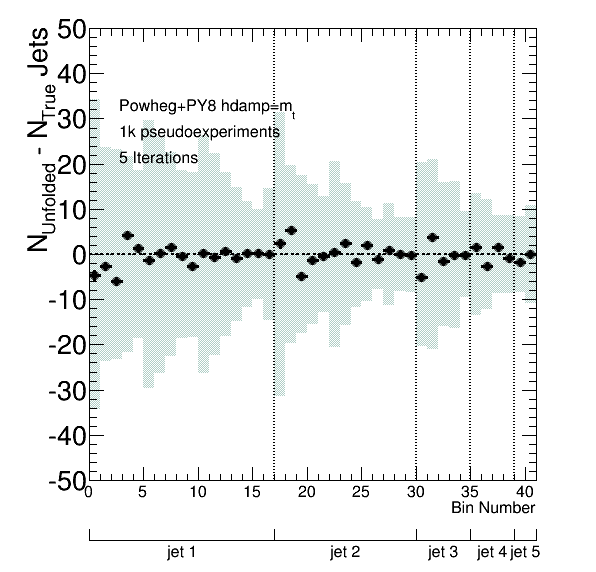 N_Unfolded - N_True Jets
50
40
30
20
10
0
-10
-20
-30
-40
-50
Powheg+PY8 hdamp=m_t
1k pseudoexperiments
5 Iterations
0 5 10 15 20 25 30 35 40
Bin Number
jet 1 jet 2 jet 3 jet 4 jet 5